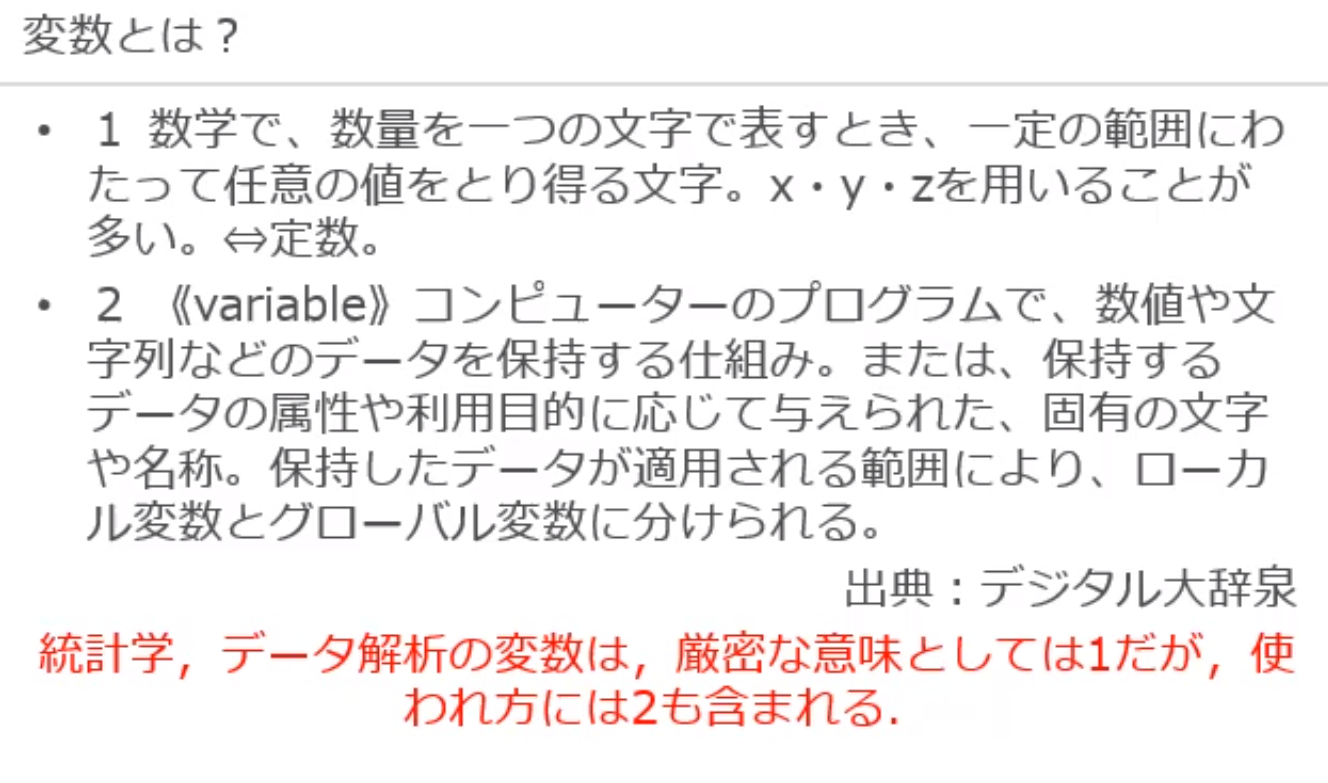 変数とは？
• 1 数学で、数量を一つの文字で表すとき、一定の範囲にわ
たって任意の値をとり得る文字。x・y・zを用いることが
多い。⇔定数。
• 2 《variable》コンピューターのプログラムで、数値や文
字列などのデータを保持する仕組み。または、保持する
データの属性や利用目的に応じて与えられた、固有の文字
や名称。保持したデータが適用される範囲により、ローカ
ル変数とグローバル変数に分けられる。
出典：デジタル大辞泉
統計学，データ解析の変数は，厳密な意味としては1だが，使
われ方には2も含まれる．